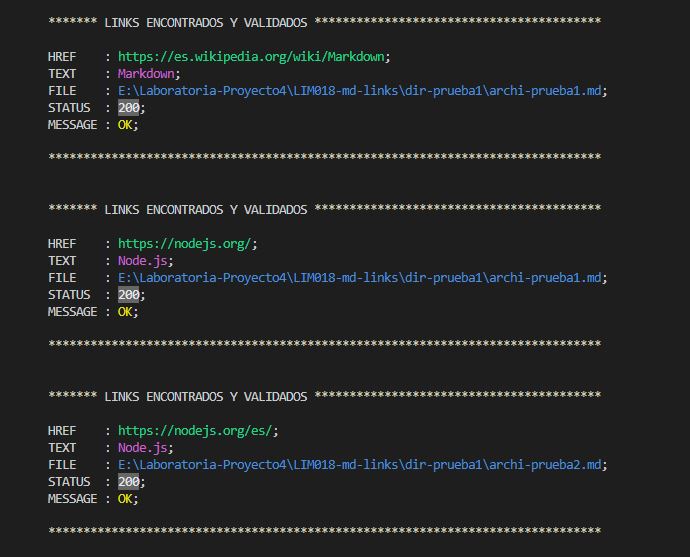 ******* LINKS ENCONTRADOS Y VALIDADOS *****************************************
HREF    : https://es.wikipedia.org/wiki/Markdown;
TEXT    : Markdown;
FILE    : E:\Laboratoria-Proyecto4\LIM018-md-links\dir-prueba1\archi-prueba1.md;
STATUS  : 200;
MESSAGE : OK;
*******************************************************************************
******* LINKS ENCONTRADOS Y VALIDADOS *****************************************
HREF    : https://nodejs.org/;
TEXT    : Node.js;
FILE    : E:\Laboratoria-Proyecto4\LIM018-md-links\dir-prueba1\archi-prueba1.md;
STATUS  : 200;
MESSAGE : OK;
*******************************************************************************
******* LINKS ENCONTRADOS Y VALIDADOS *****************************************
HREF    : https://nodejs.org/es/;
TEXT    : Node.js;
FILE    : E:\Laboratoria-Proyecto4\LIM018-md-links\dir-prueba1\archi-prueba2.md;
STATUS  : 200;
MESSAGE : OK;
*******************************************************************************